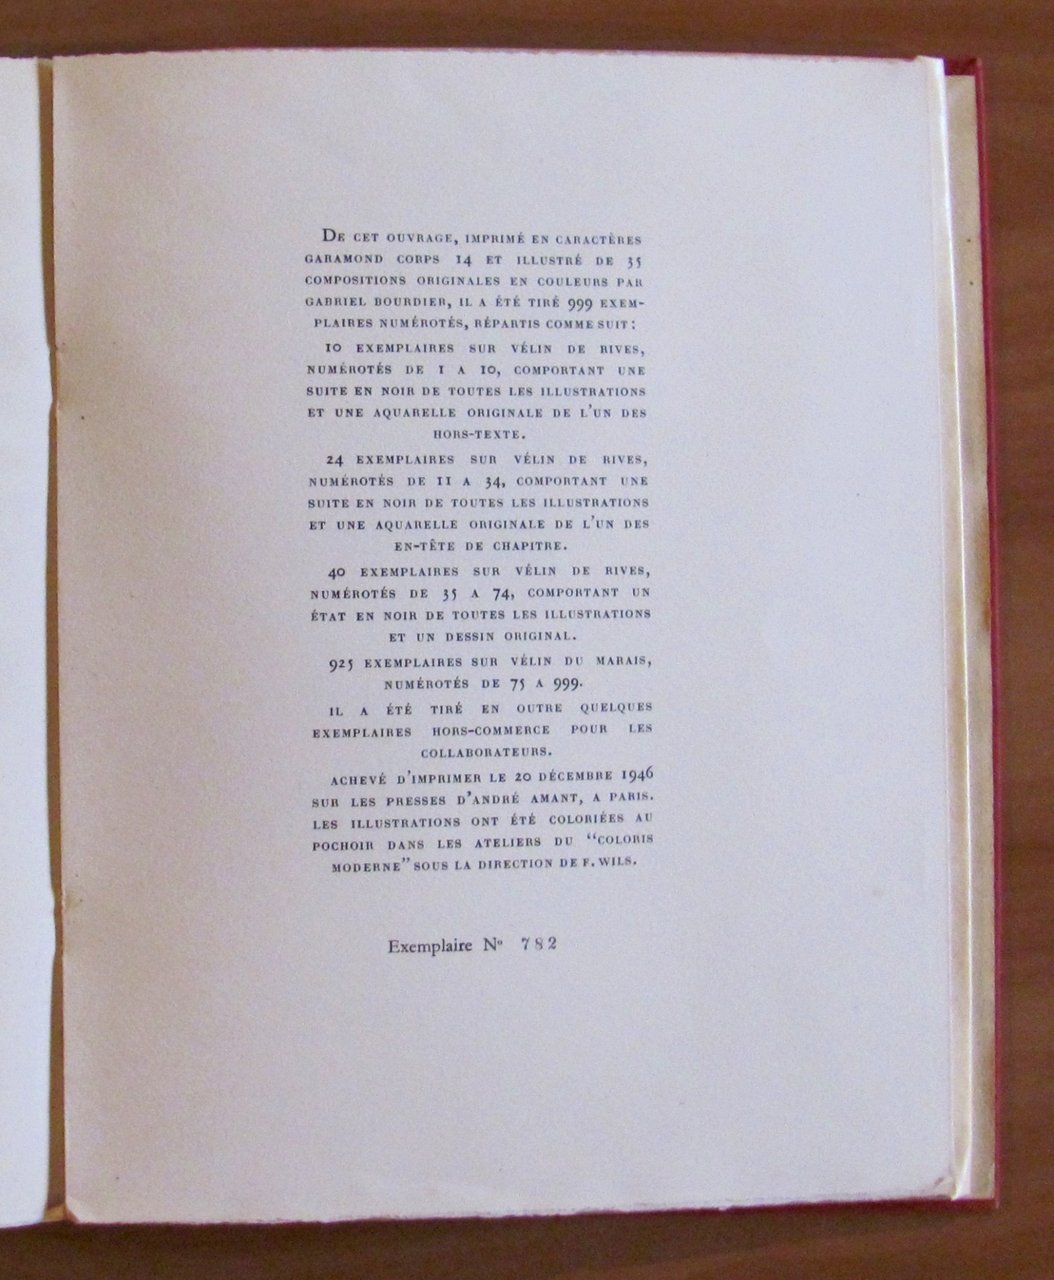 De cet ouvrage, imprimé en caractères
garamond corps 14 et illustré de 35
compositions originales en couleurs par
gabriel bourdier, il a été tiré 999 exem-
plaires numérotés, répartis comme suit :
10 exemplaires sur vélin de rives,
numérotés de 1 a 10, comportant une
suite en noir de toutes les illustrations
et une aquarelle originale de l'un des
hors-texte.
24 exemplaires sur vélin de rives,
numérotés de 11 a 34, comportant une
suite en noir de toutes les illustrations
et une aquarelle originale de l'un des
en-tête de chapitre.
40 exemplaires sur vélin de rives,
numérotés de 35 a 74, comportant un
état en noir de toutes les illustrations
et un dessin original.
925 exemplaires sur vélin du marais,
numérotés de 75 a 999.
il a été tiré en outre quelques
exemplaires hors-commerce pour les
collaborateurs.
achevé d'imprimer le 20 décembre 1946
sur les presses d'andré amant, a paris.
les illustrations ont été coloriées au
pochoir dans les ateliers du "coloris
moderne" sous la direction de f. wils.
Exemplaire Nº 782